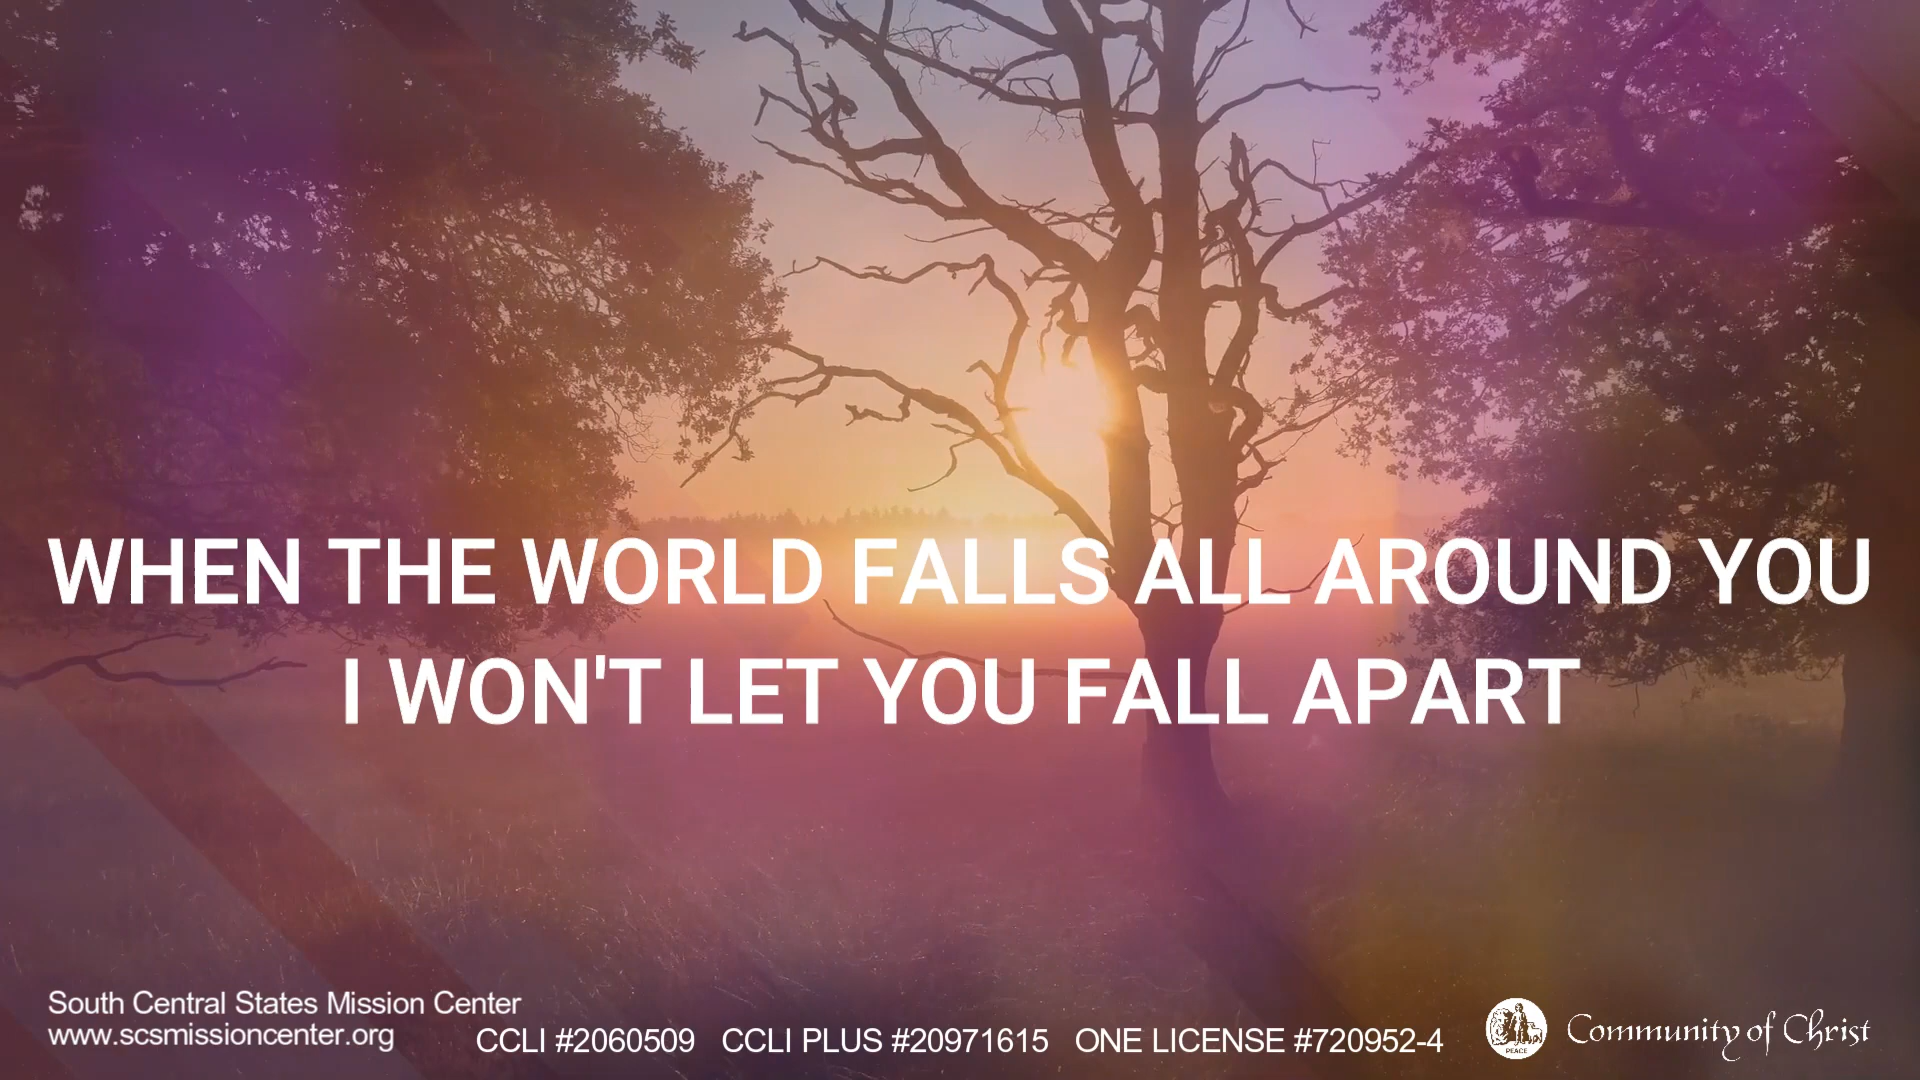 WHEN THE WORLD FALLS ALL AROUND YOU
I WON'T LET YOU FALL APART
South Central States Mission Center
www.scsmissioncenter.org
CCLI #2060509 CCLI PLUS #20971615 ONE LICENSE #720952-4
PEACE
Community of Christ